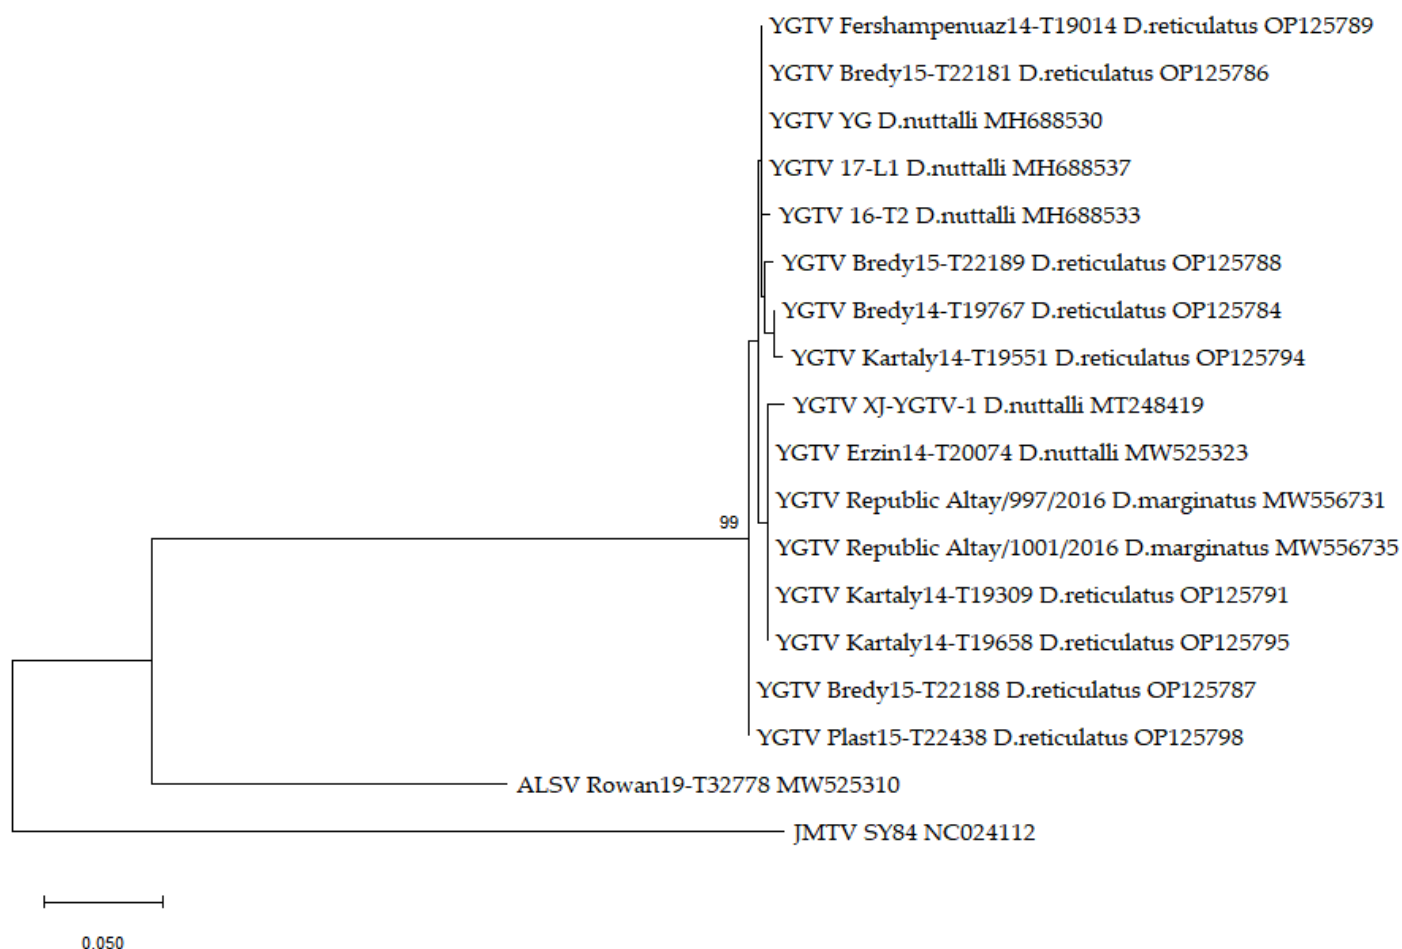 YGTV Fershampenuaz14-T19014 D.reticulatus OP125789
YGTV Bredy15-T22181 D.reticulatus OP125786
YGTV YG D.nuttalli MH688530
YGTV 17-L1 D.nuttalli MH688537
YGTV 16-T2 D.nuttalli MH688533
YGTV Bredy15-T22189 D.reticulatus OP125788
YGTV Bredy14-T19767 D.reticulatus OP125784
YGTV Kartaly14-T19551 D.reticulatus OP125794
YGTV XJ-YGTV-1 D.nuttalli MT248419
YGTV Erzin14-T20074 D.nuttalli MW525323
YGTV Republic Altay/997/2016 D.marginatus MW556731
99
YGTV Republic Altay/1001/2016 D.marginatus MW556735
YGTV Kartaly14-T19309 D.reticulatus OP125791
YGTV Kartaly14-T19658 D.reticulatus OP125795
YGTV Bredy15-T22188 D.reticulatus OP125787
YGTV Plast15-T22438 D.reticulatus OP125798
ALSV Rowan19-T32778 MW525310
JMTV SY84 NC024112
0.050